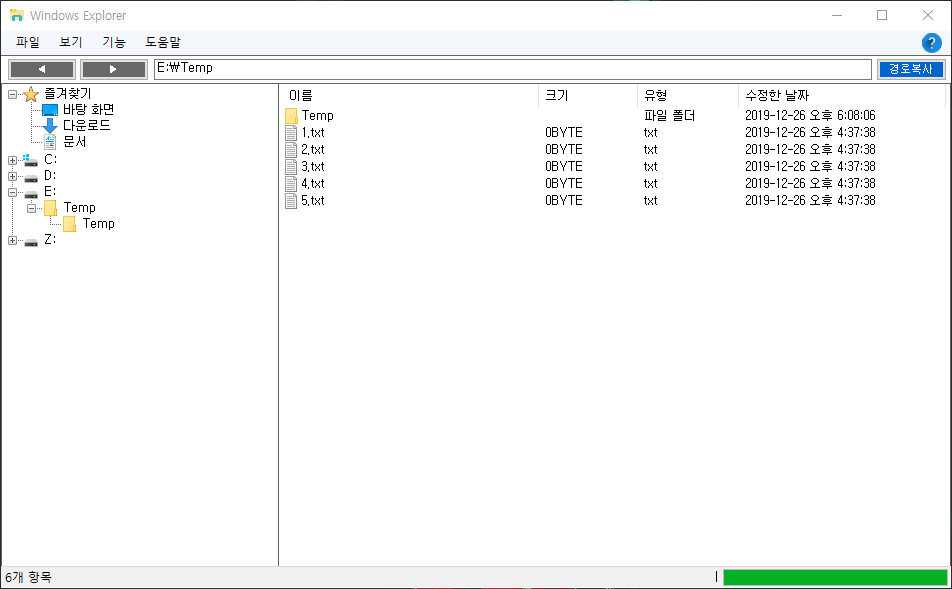 Windows Explorer
파일 보기 기능 도움말
E:₩Temp 경로복사
즐겨찾기
바탕 화면
다운로드
문서
C:
D:
E:
Temp
Temp
Z:
이름 크기 유형 수정한 날짜
Temp 파일 폴더 2019-12-26 오후 6:08:06
1.txt 0BYTE txt 2019-12-26 오후 4:37:38
2.txt 0BYTE txt 2019-12-26 오후 4:37:38
3.txt 0BYTE txt 2019-12-26 오후 4:37:38
4.txt 0BYTE txt 2019-12-26 오후 4:37:38
5.txt 0BYTE txt 2019-12-26 오후 4:37:38
6개 항목